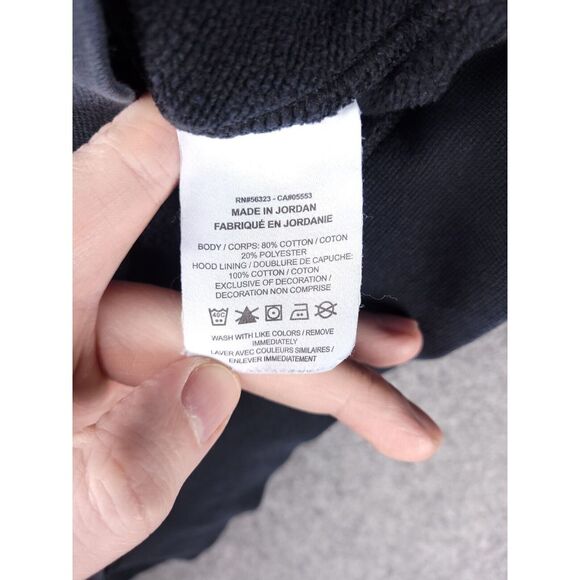 RN#56323 - CA#05553
MADE IN JORDAN
FABRIQUÉ EN JORDANIE
BODY / CORPS: 80% COTTON / COTON
20% POLYESTER
HOOD LINING / DOUBLURE DE CAPUCHE:
100% COTTON / COTON
EXCLUSIVE OF DECORATION /
DECORATION NON COMPRISE
40C
WASH WITH LIKE COLORS / REMOVE
IMMEDIATELY
LAVER AVEC COULEURS SIMILAIRES /
ENLEVER IMMEDIATEMENT